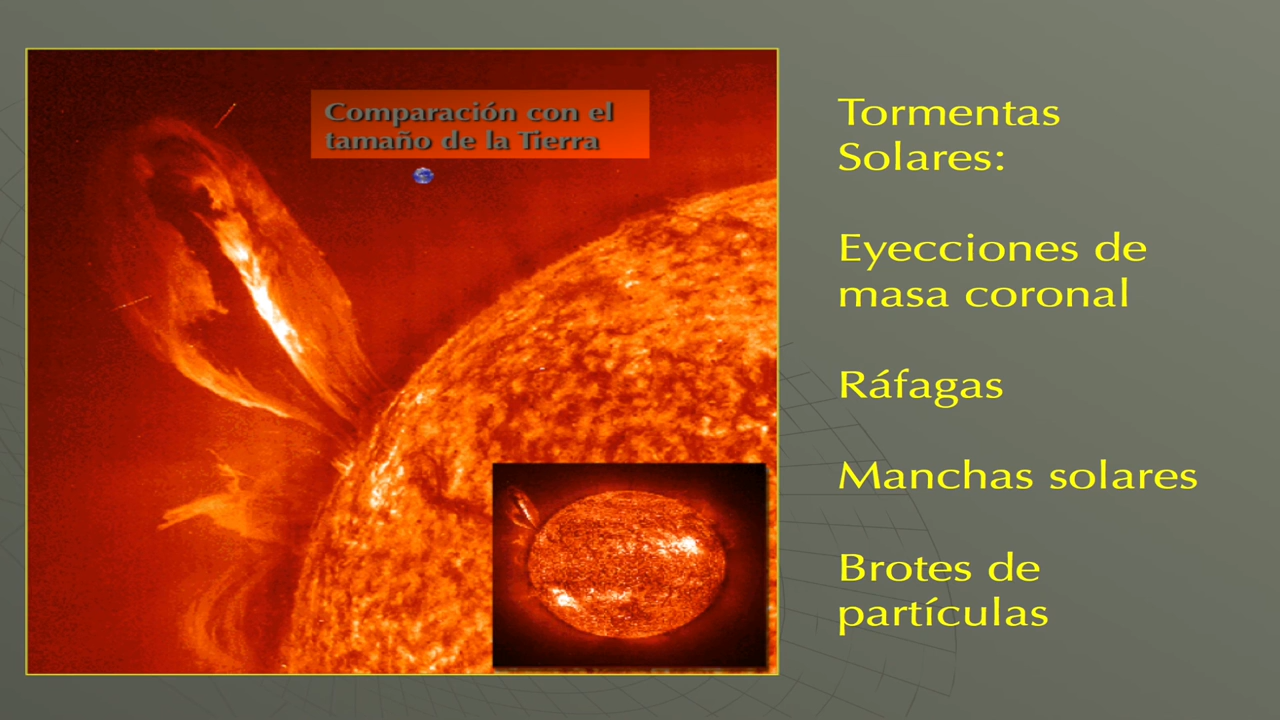 Comparación con el
tamaño de la Tierra
Tormentas
Solares:
Eyecciones de
masa coronal
Ráfagas
Manchas solares
Brotes de
partículas